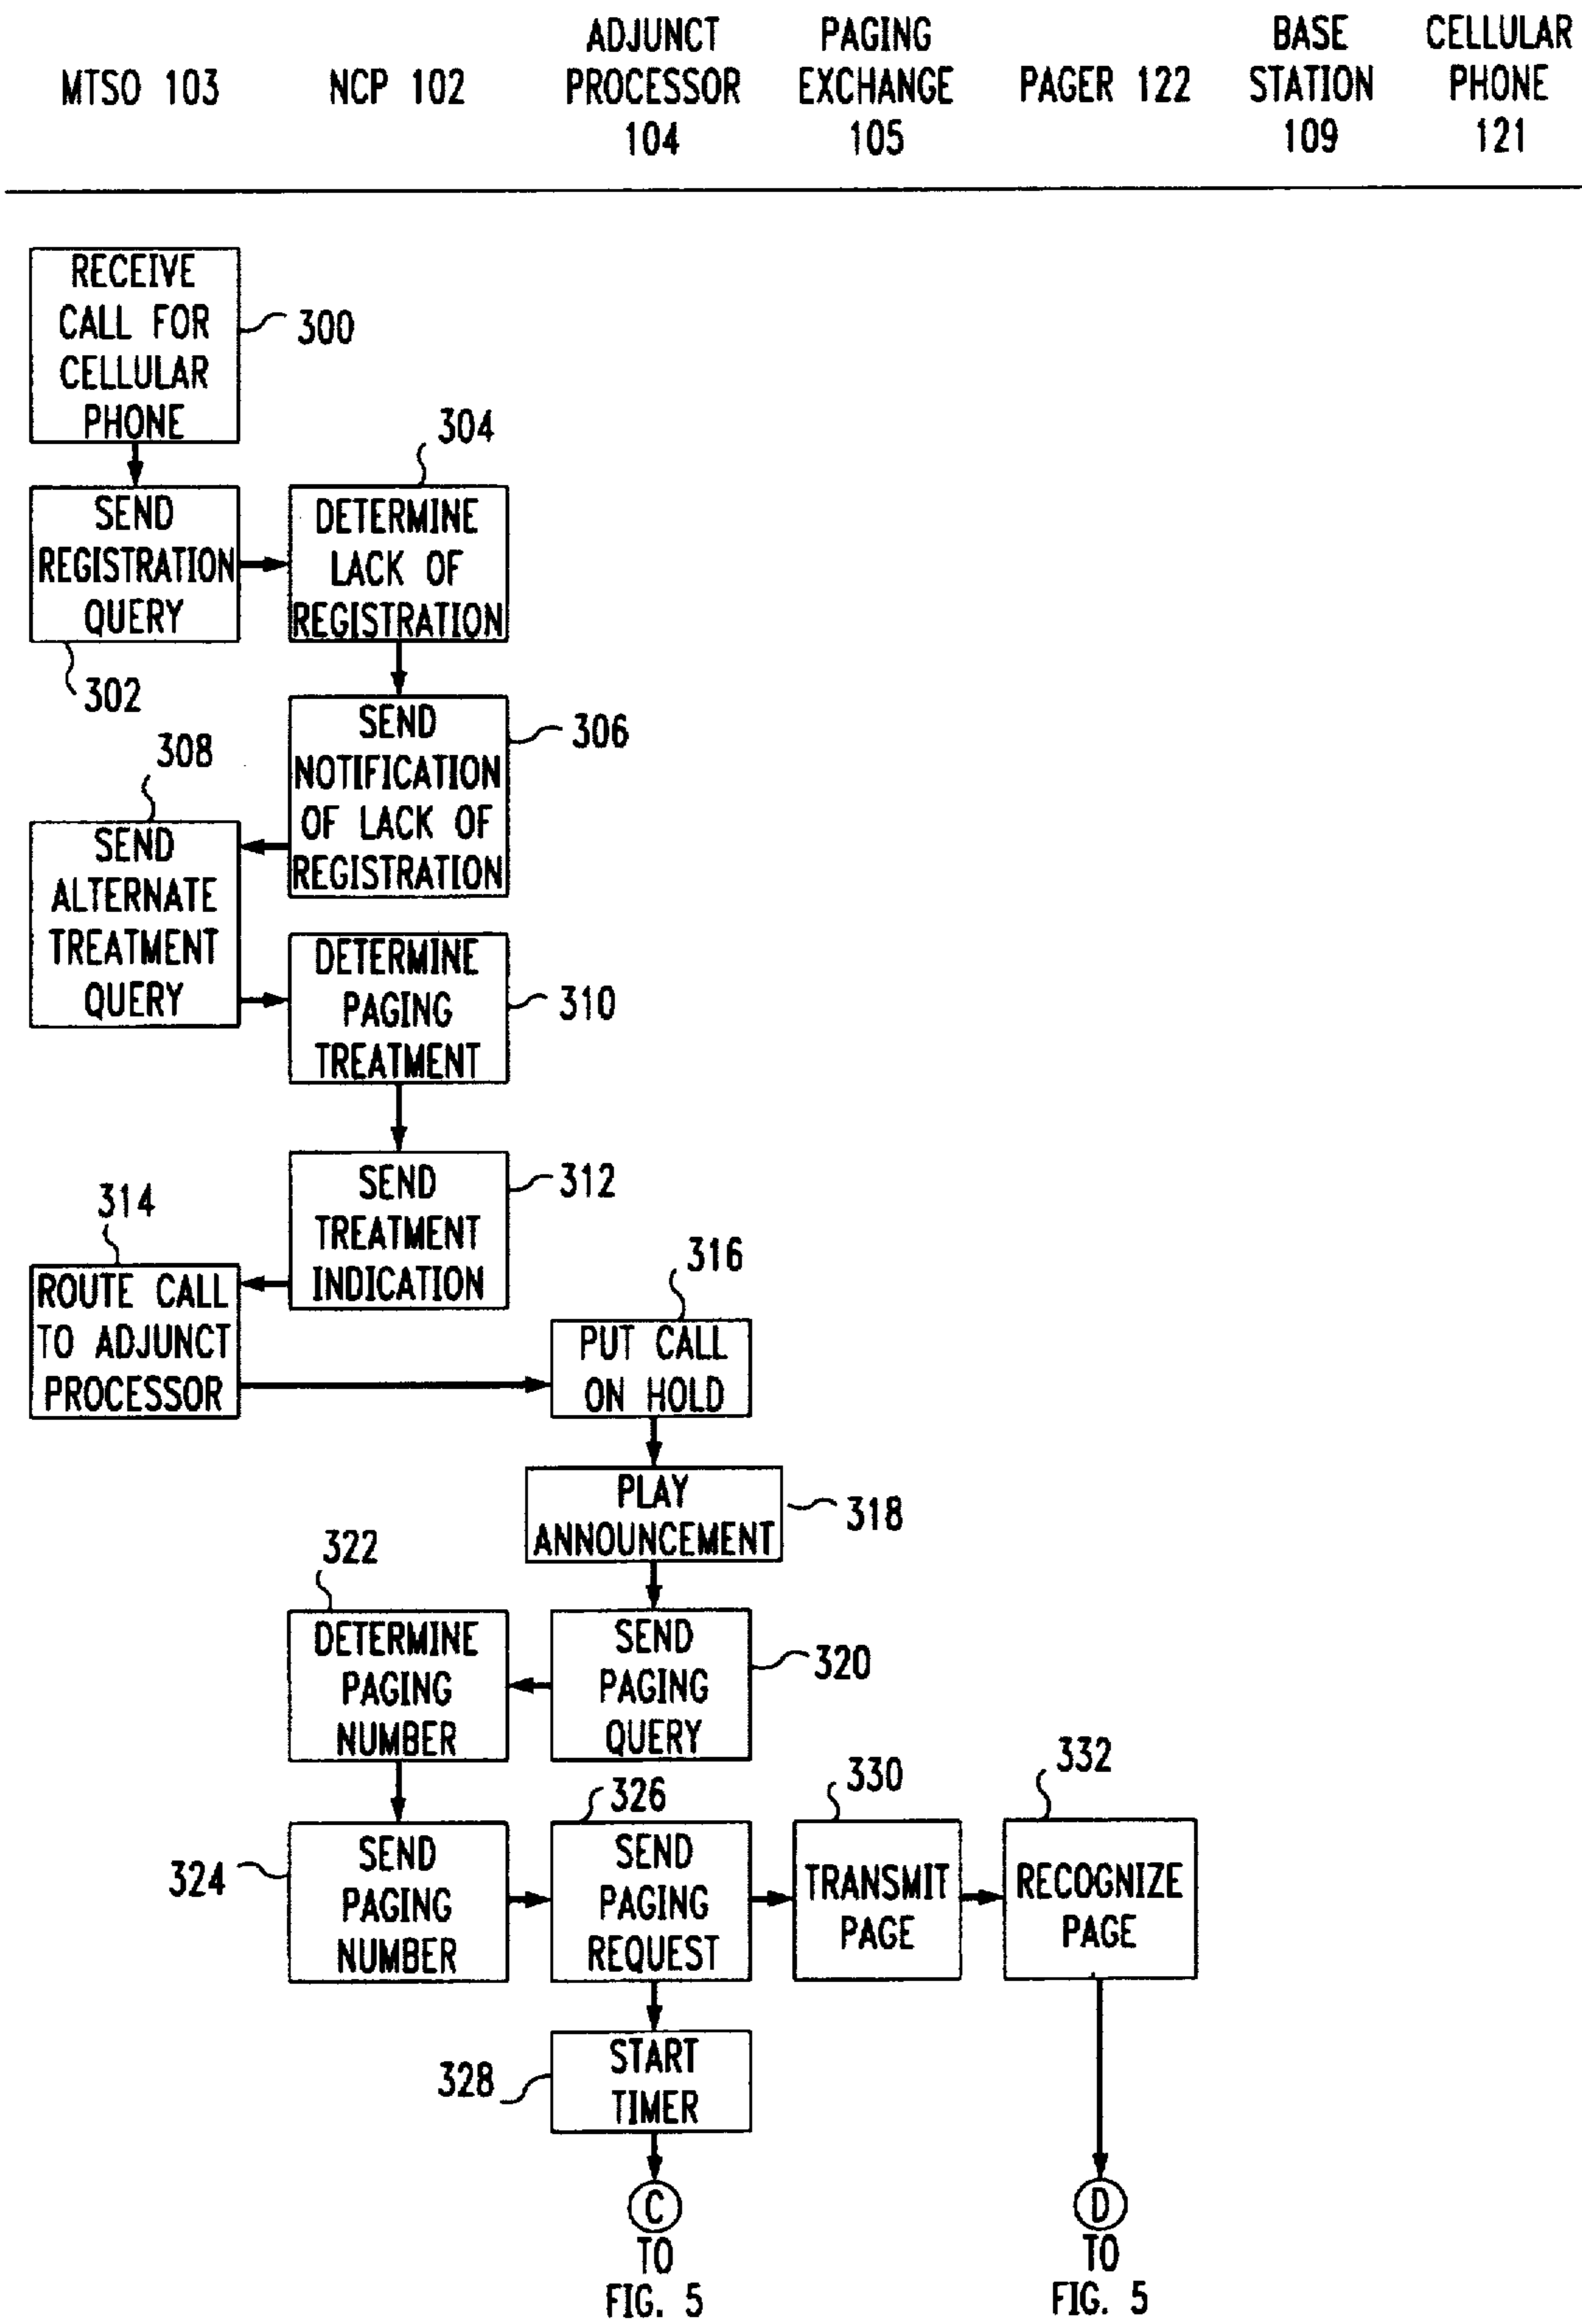 MTSO 103
NCP 102
ADJUNCT
PROCESSOR
104
PAGING
EXCHANGE
105
PAGER 122
BASE
STATION
109
CELLULAR
PHONE
121
RECEIVE
CALL FOR
CELLULAR
PHONE
300
SEND
REGISTRATION
QUERY
302
304
DETERMINE
LACK OF
REGISTRATION
SEND
NOTIFICATION
OF LACK OF
REGISTRATION
306
308
SEND
ALTERNATE
TREATMENT
QUERY
DETERMINE
PAGING
TREATMENT
310
SEND
TREATMENT
INDICATION
312
314
ROUTE CALL
TO ADJUNCT
PROCESSOR
316
PUT CALL
ON HOLD
PLAY
ANNOUNCEMENT
318
SEND
PAGING
QUERY
320
322
DETERMINE
PAGING
NUMBER
324
SEND
PAGING
NUMBER
326
SEND
PAGING
REQUEST
330
TRANSMIT
PAGE
332
RECOGNIZE
PAGE
328
START
TIMER
C
TO
FIG. 5
D
TO
FIG. 5